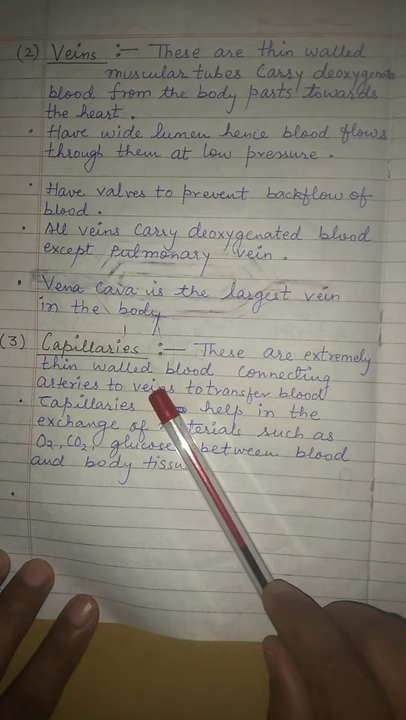 (2) Veins :- These are thin walled
muscular tubes carry deoxygenate
blood from the body parts towards
the heart.
• Have wide lumen hence blood flows
through them at low pressure.
• Have valves to prevent backflow of
blood.
• All veins carry deoxygenated blood
except pulmonary vein.
• Vena Cava is the largest vein
in the body
(3) Capillaries :- These are extremely
thin walled blood connecting
arteries to veins to transfer blood
• Capillaries help in the
exchange of terials such as
O2, CO2, glucose between blood
and body tissu